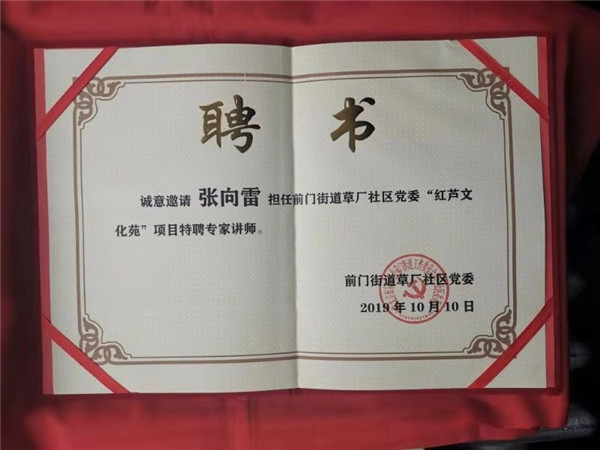 聘书
诚意邀请 张向雷 担任前门街道草厂社区党委“红芦文
化苑”项目特聘专家讲师。
前门街道草厂社区党委
2019年10月10日